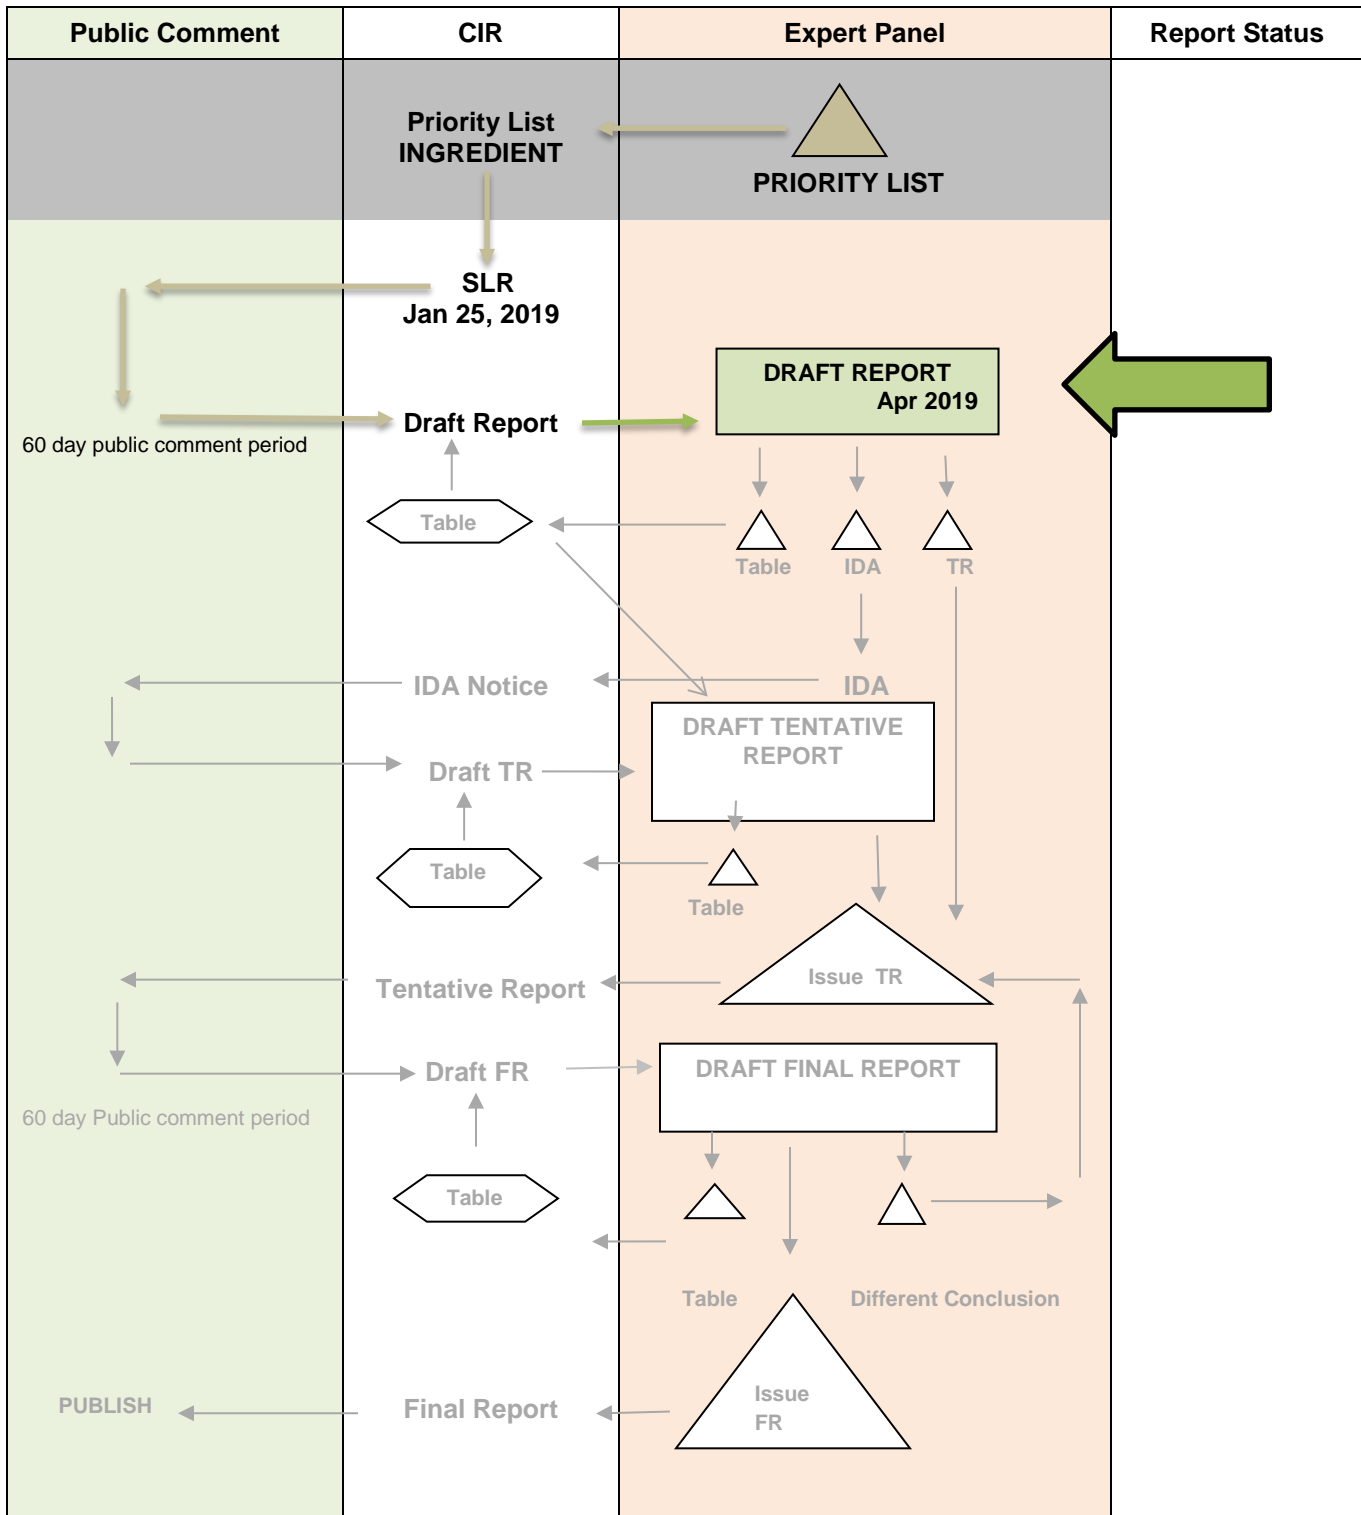 Public Comment
CIR
Expert Panel
Report Status
Priority List
INGREDIENT
PRIORITY LIST
SLR
Jan 25, 2019
DRAFT REPORT
Apr 2019
60 day public comment period
Draft Report
Table
Table
IDA
TR
IDA Notice
IDA
DRAFT TENTATIVE
REPORT
Draft TR
Table
Table
Tentative Report
Issue TR
Draft FR
DRAFT FINAL REPORT
60 day Public comment period
Table
Table
Different Conclusion
PUBLISH
Final Report
Issue
FR